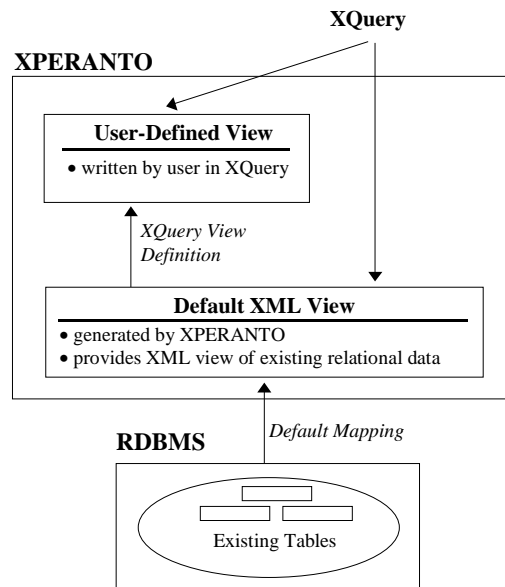 XQuery
XPERANTO
User-Defined View
• written by user in XQuery
XQuery View
Definition
Default XML View
• generated by XPERANTO
• provides XML view of existing relational data
Default Mapping
RDBMS
Existing Tables